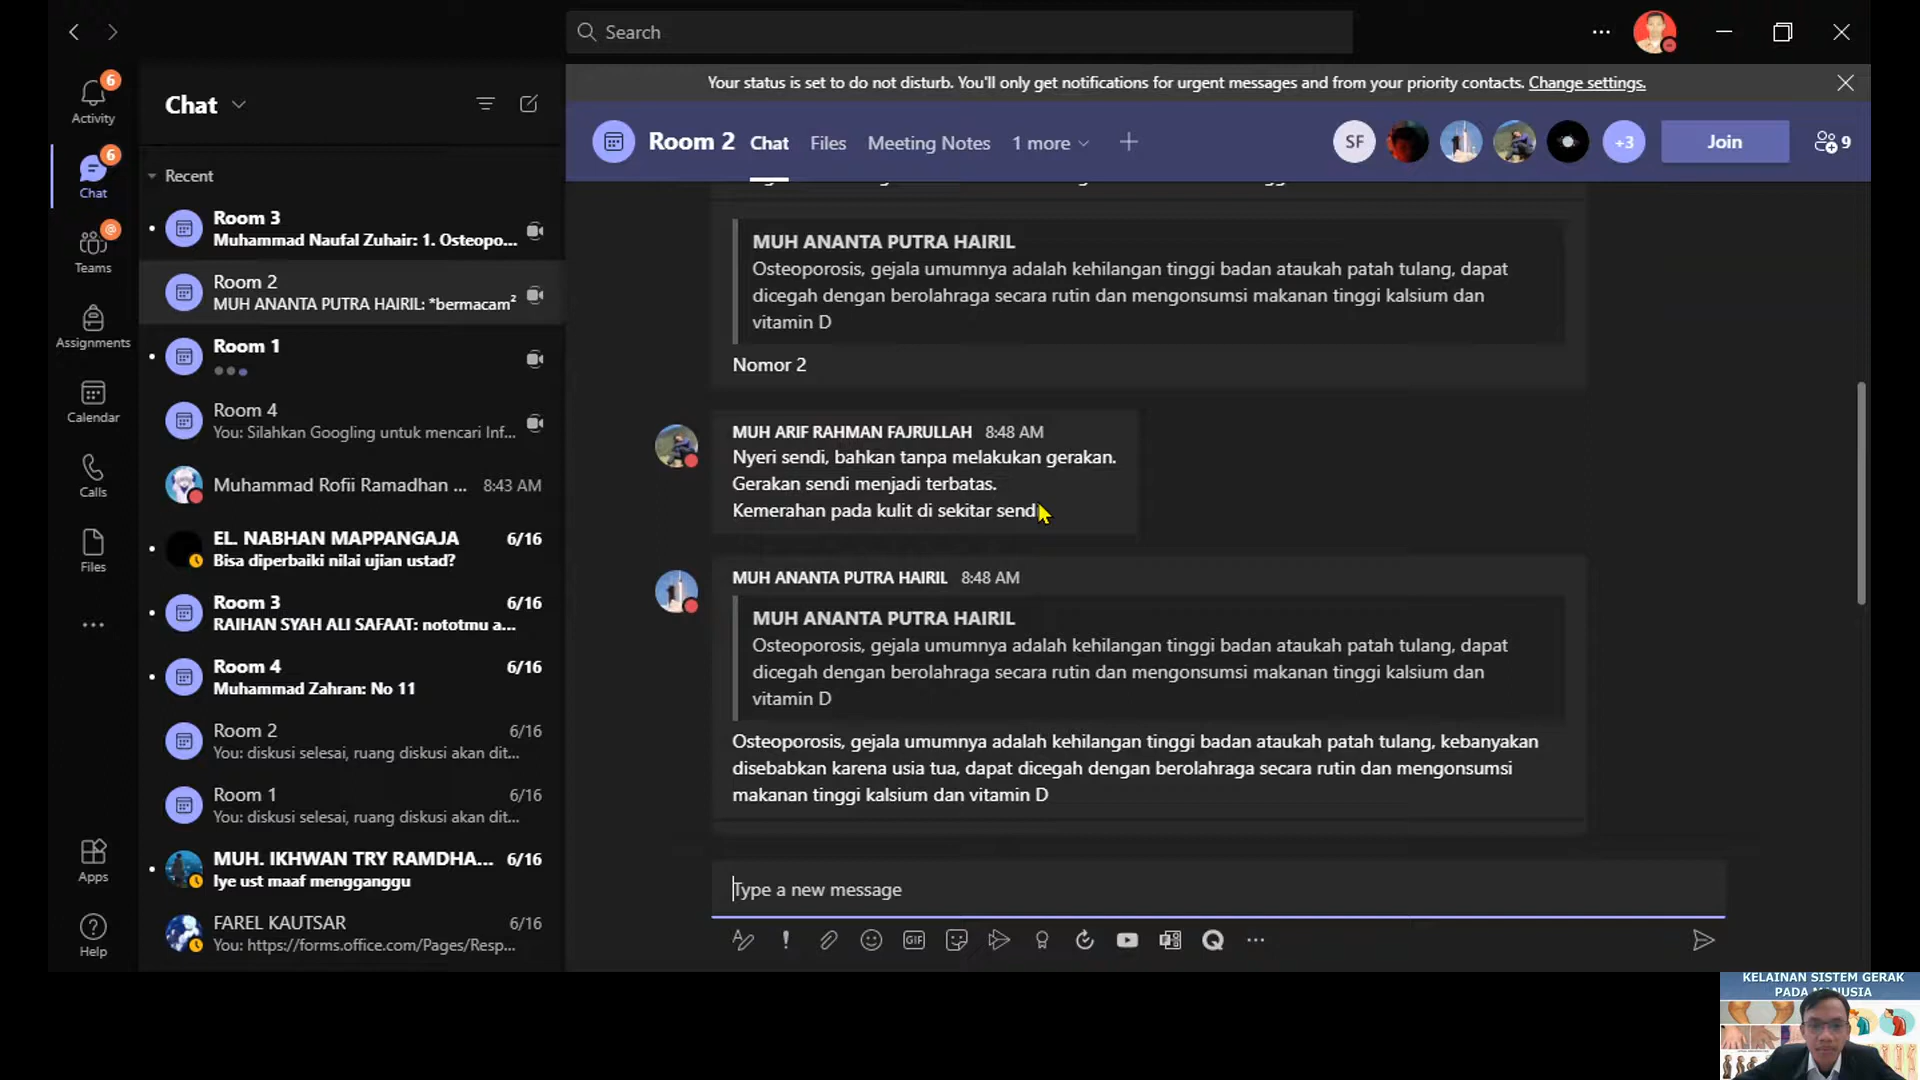 Search
Your status is set to do not disturb. You'll only get notifications for urgent messages and from your priority contacts. Change settings.
6
Activity
6
Chat
@
Teams
Assignments
Calendar
Calls
Files
Apps
Help
Chat
Recent
Room 3
Muhammad Naufal Zuhair: 1. Osteopo...
Room 2
MUH ANANTA PUTRA HAIRIL: *bermacam²
Room 1
Room 4
You: Silahkan Googling untuk mencari Inf...
Muhammad Rofii Ramadhan ... 8:43 AM
EL. NABHAN MAPPANGAJA 6/16
Bisa diperbaiki nilai ujian ustad?
Room 3 6/16
RAIHAN SYAH ALI SAFAAT: nototmu a...
Room 4 6/16
Muhammad Zahran: No 11
Room 2 6/16
You: diskusi selesai, ruang diskusi akan dit...
Room 1 6/16
You: diskusi selesai, ruang diskusi akan dit...
MUH. IKHWAN TRY RAMDHA... 6/16
Iye ust maaf mengganggu
FAREL KAUTSAR 6/16
You: https://forms.office.com/Pages/Resp...
Room 2 Chat Files Meeting Notes 1 more SF +3 Join 9
MUH ANANTA PUTRA HAIRIL
Osteoporosis, gejala umumnya adalah kehilangan tinggi badan ataukah patah tulang, dapat
dicegah dengan berolahraga secara rutin dan mengonsumsi makanan tinggi kalsium dan
vitamin D
Nomor 2
MUH ARIF RAHMAN FAJRULLAH 8:48 AM
Nyeri sendi, bahkan tanpa melakukan gerakan.
Gerakan sendi menjadi terbatas.
Kemerahan pada kulit di sekitar sendi
MUH ANANTA PUTRA HAIRIL 8:48 AM
MUH ANANTA PUTRA HAIRIL
Osteoporosis, gejala umumnya adalah kehilangan tinggi badan ataukah patah tulang, dapat
dicegah dengan berolahraga secara rutin dan mengonsumsi makanan tinggi kalsium dan
vitamin D
Osteoporosis, gejala umumnya adalah kehilangan tinggi badan ataukah patah tulang, kebanyakan
disebabkan karena usia tua, dapat dicegah dengan berolahraga secara rutin dan mengonsumsi
makanan tinggi kalsium dan vitamin D
Type a new message
GIF
KELAINAN SISTEM GERAK
PADA MANUSIA